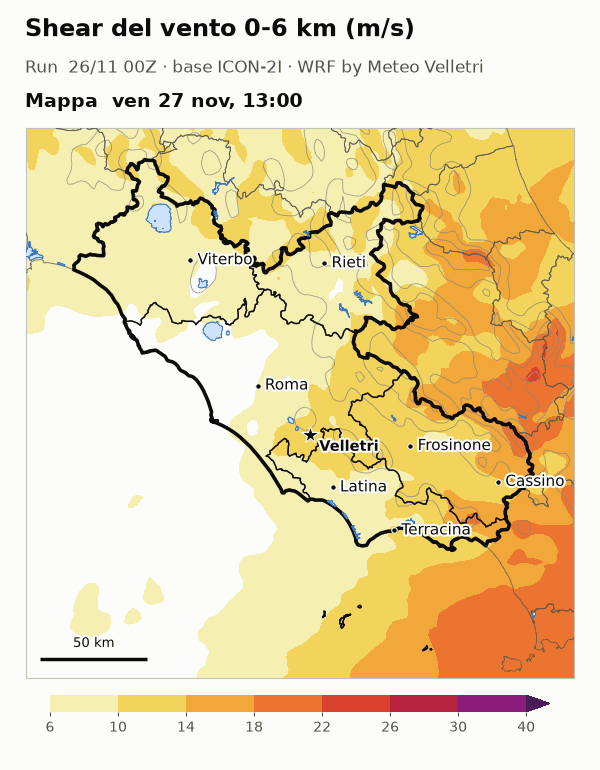 Shear del vento 0-6 km (m/s)
Run  26/11 00Z · base ICON-2I · WRF by Meteo Velletri
Mappa  ven 27 nov, 13:00
Viterbo
Rieti
Roma
Velletri
Frosinone
Cassino
Latina
Terracina
50 km
6 10 14 18 22 26 30 40